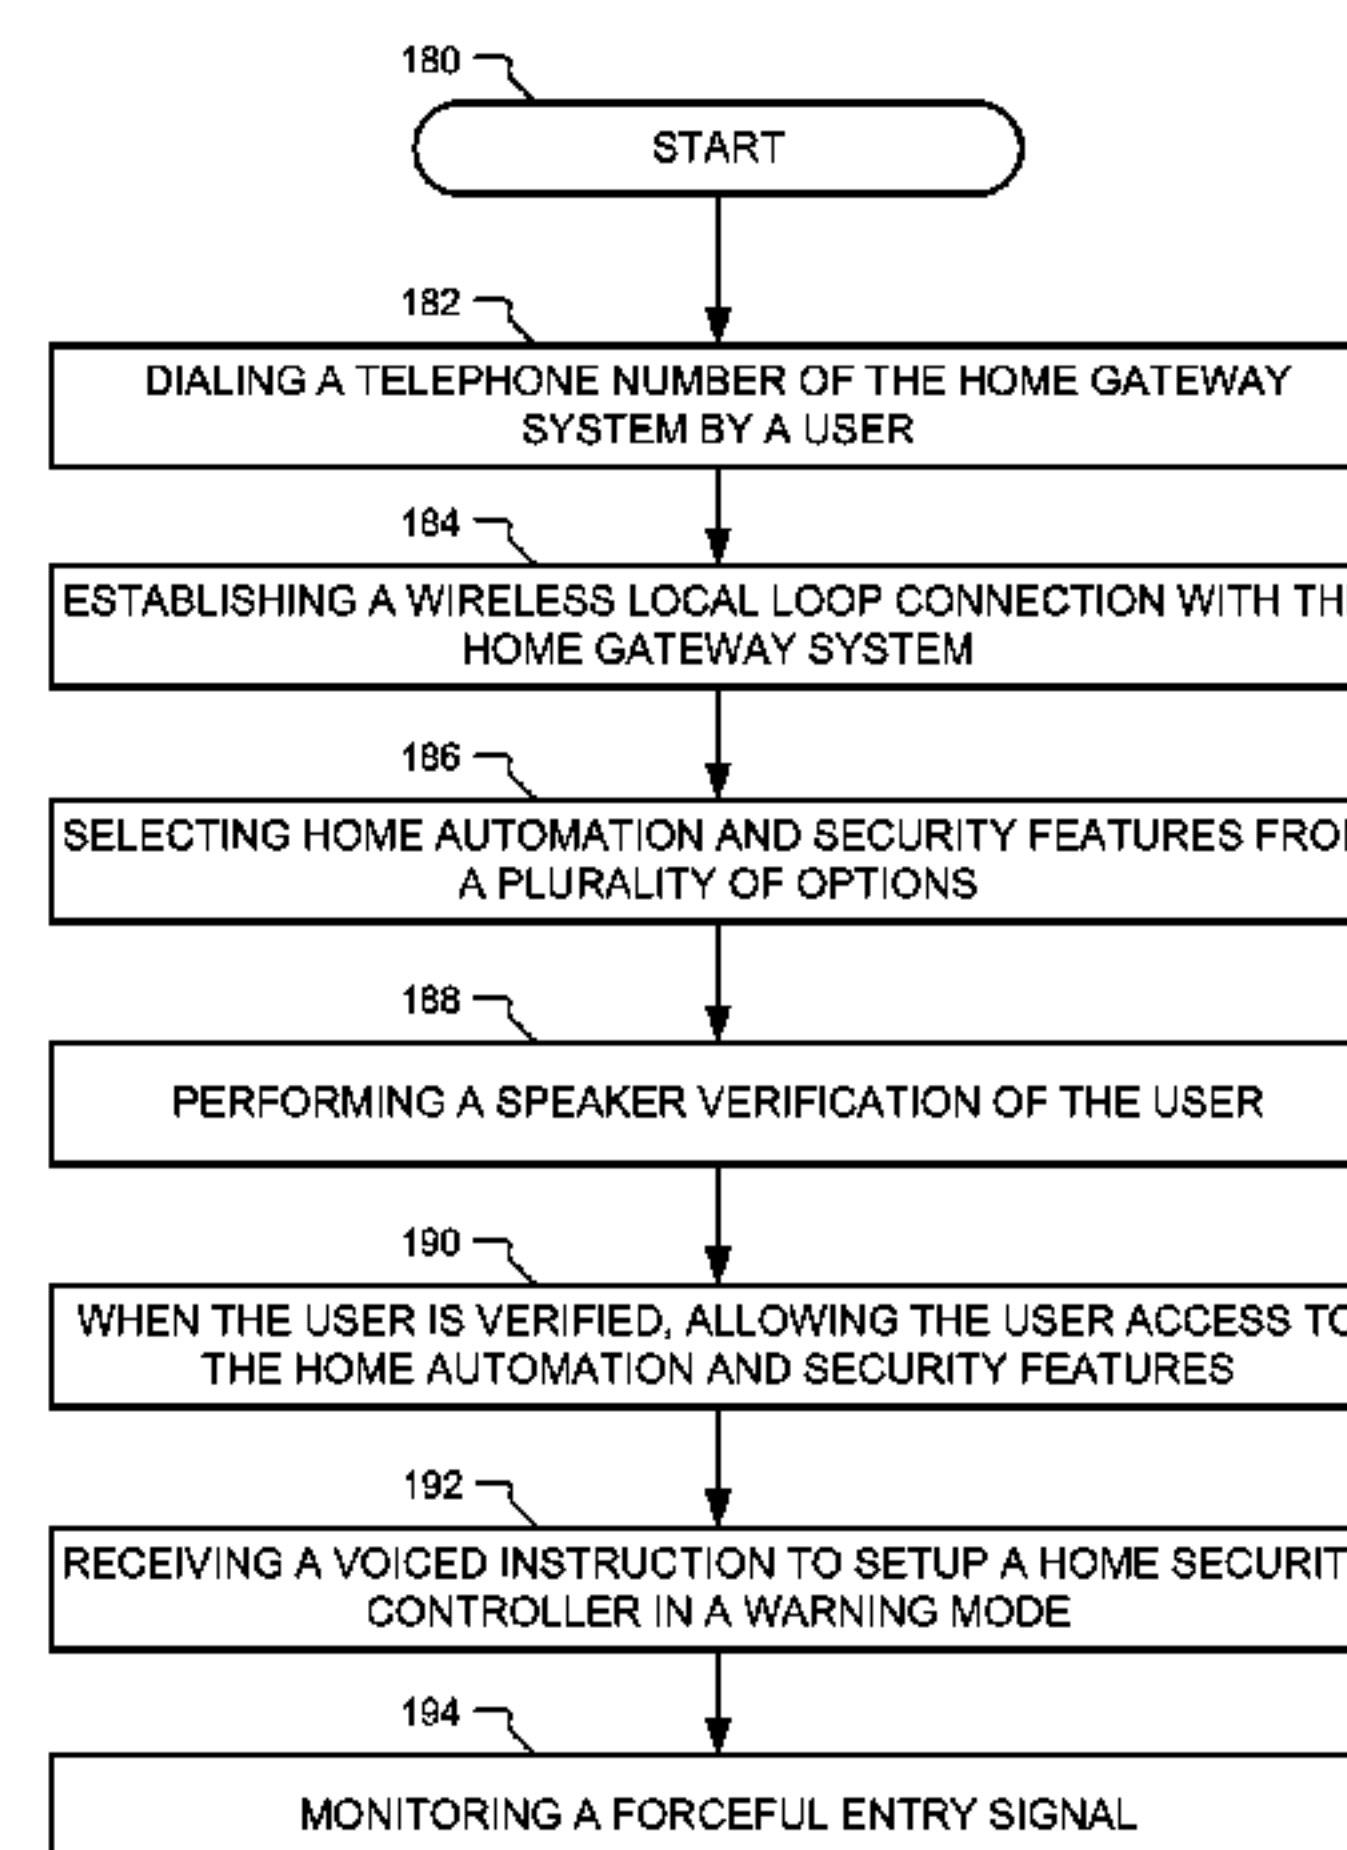 180
START
182
DIALING A TELEPHONE NUMBER OF THE HOME GATEWAY
SYSTEM BY A USER
184
ESTABLISHING A WIRELESS LOCAL LOOP CONNECTION WITH
HOME GATEWAY SYSTEM
186
SELECTING HOME AUTOMATION AND SECURITY FEATURES
A PLURALITY OF OPTIONS
188
PERFORMING A SPEAKER VERIFICATION OF THE USER
190
WHEN THE USER IS VERIFIED, ALLOWING THE USER ACCESS TO
THE HOME AUTOMATION AND SECURITY FEATURES
192
RECEIVING A VOICED INSTRUCTION TO SETUP A HOME
CONTROLLER IN A WARNING MODE
194
MONITORING A FORCEFUL ENTRY SIGNAL